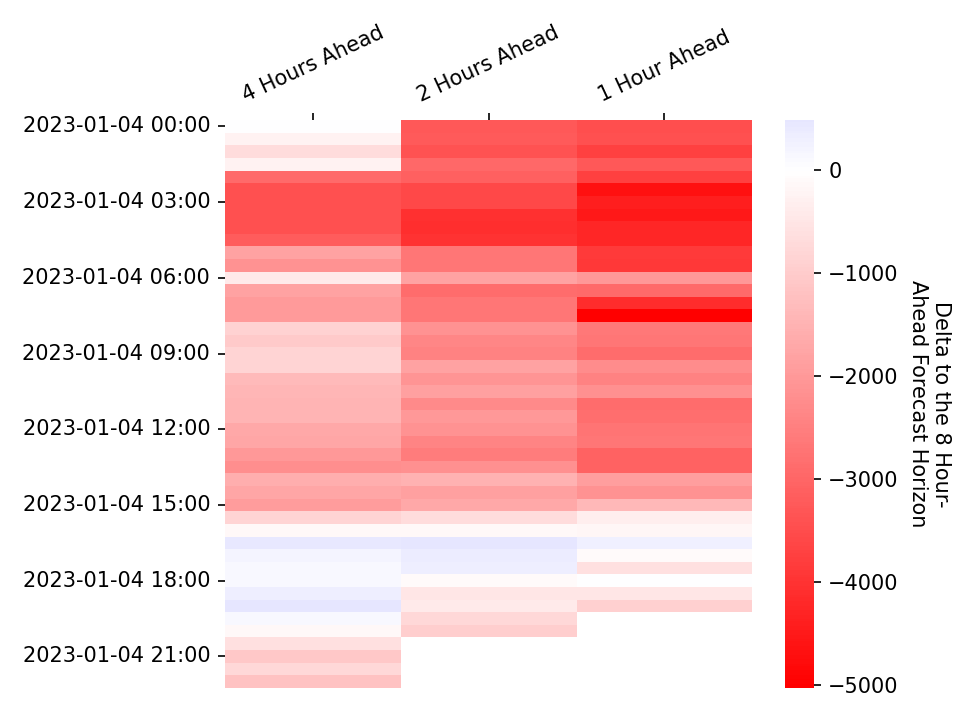 4 Hours Ahead
2 Hours Ahead
1 Hour Ahead
2023-01-04 00:00
2023-01-04 03:00
2023-01-04 06:00
2023-01-04 09:00
2023-01-04 12:00
2023-01-04 15:00
2023-01-04 18:00
2023-01-04 21:00
0
−1000
−2000
−3000
−4000
−5000
Delta to the 8 Hour-
Ahead Forecast Horizon